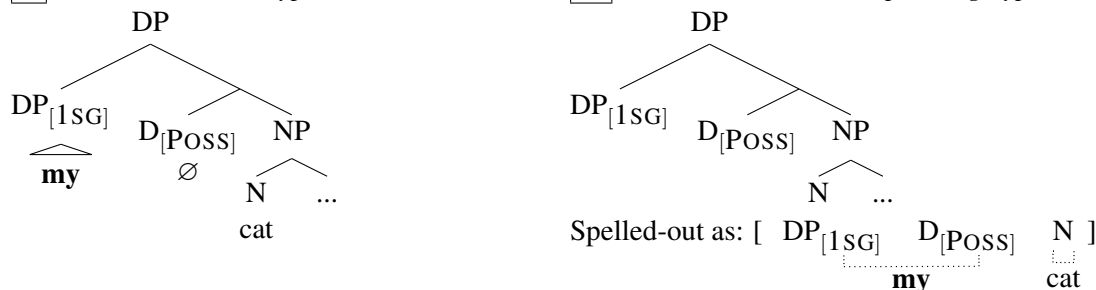 DP
DP[1SG]
D[POSS]
NP
my
∅
N
...
cat
DP
DP[1SG]
D[POSS]
NP
N
...
Spelled-out as: [ DP[1SG] D[POSS] N ]
my cat